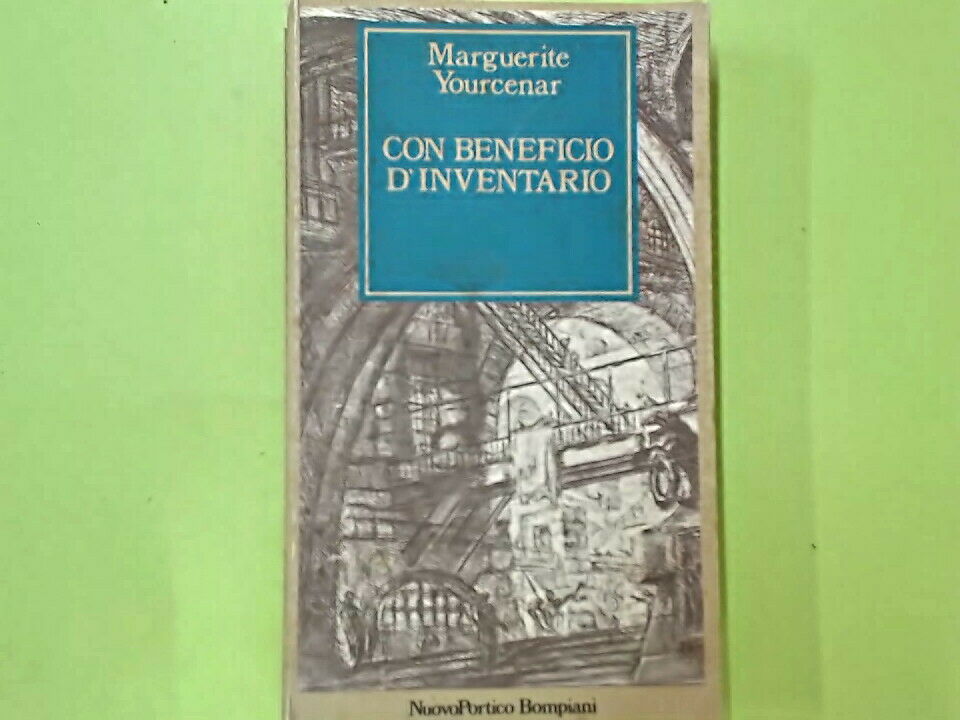 Marguerite
Yourcenar
CON BENEFICIO
D'INVENTARIO
NuovoPortico Bompiani